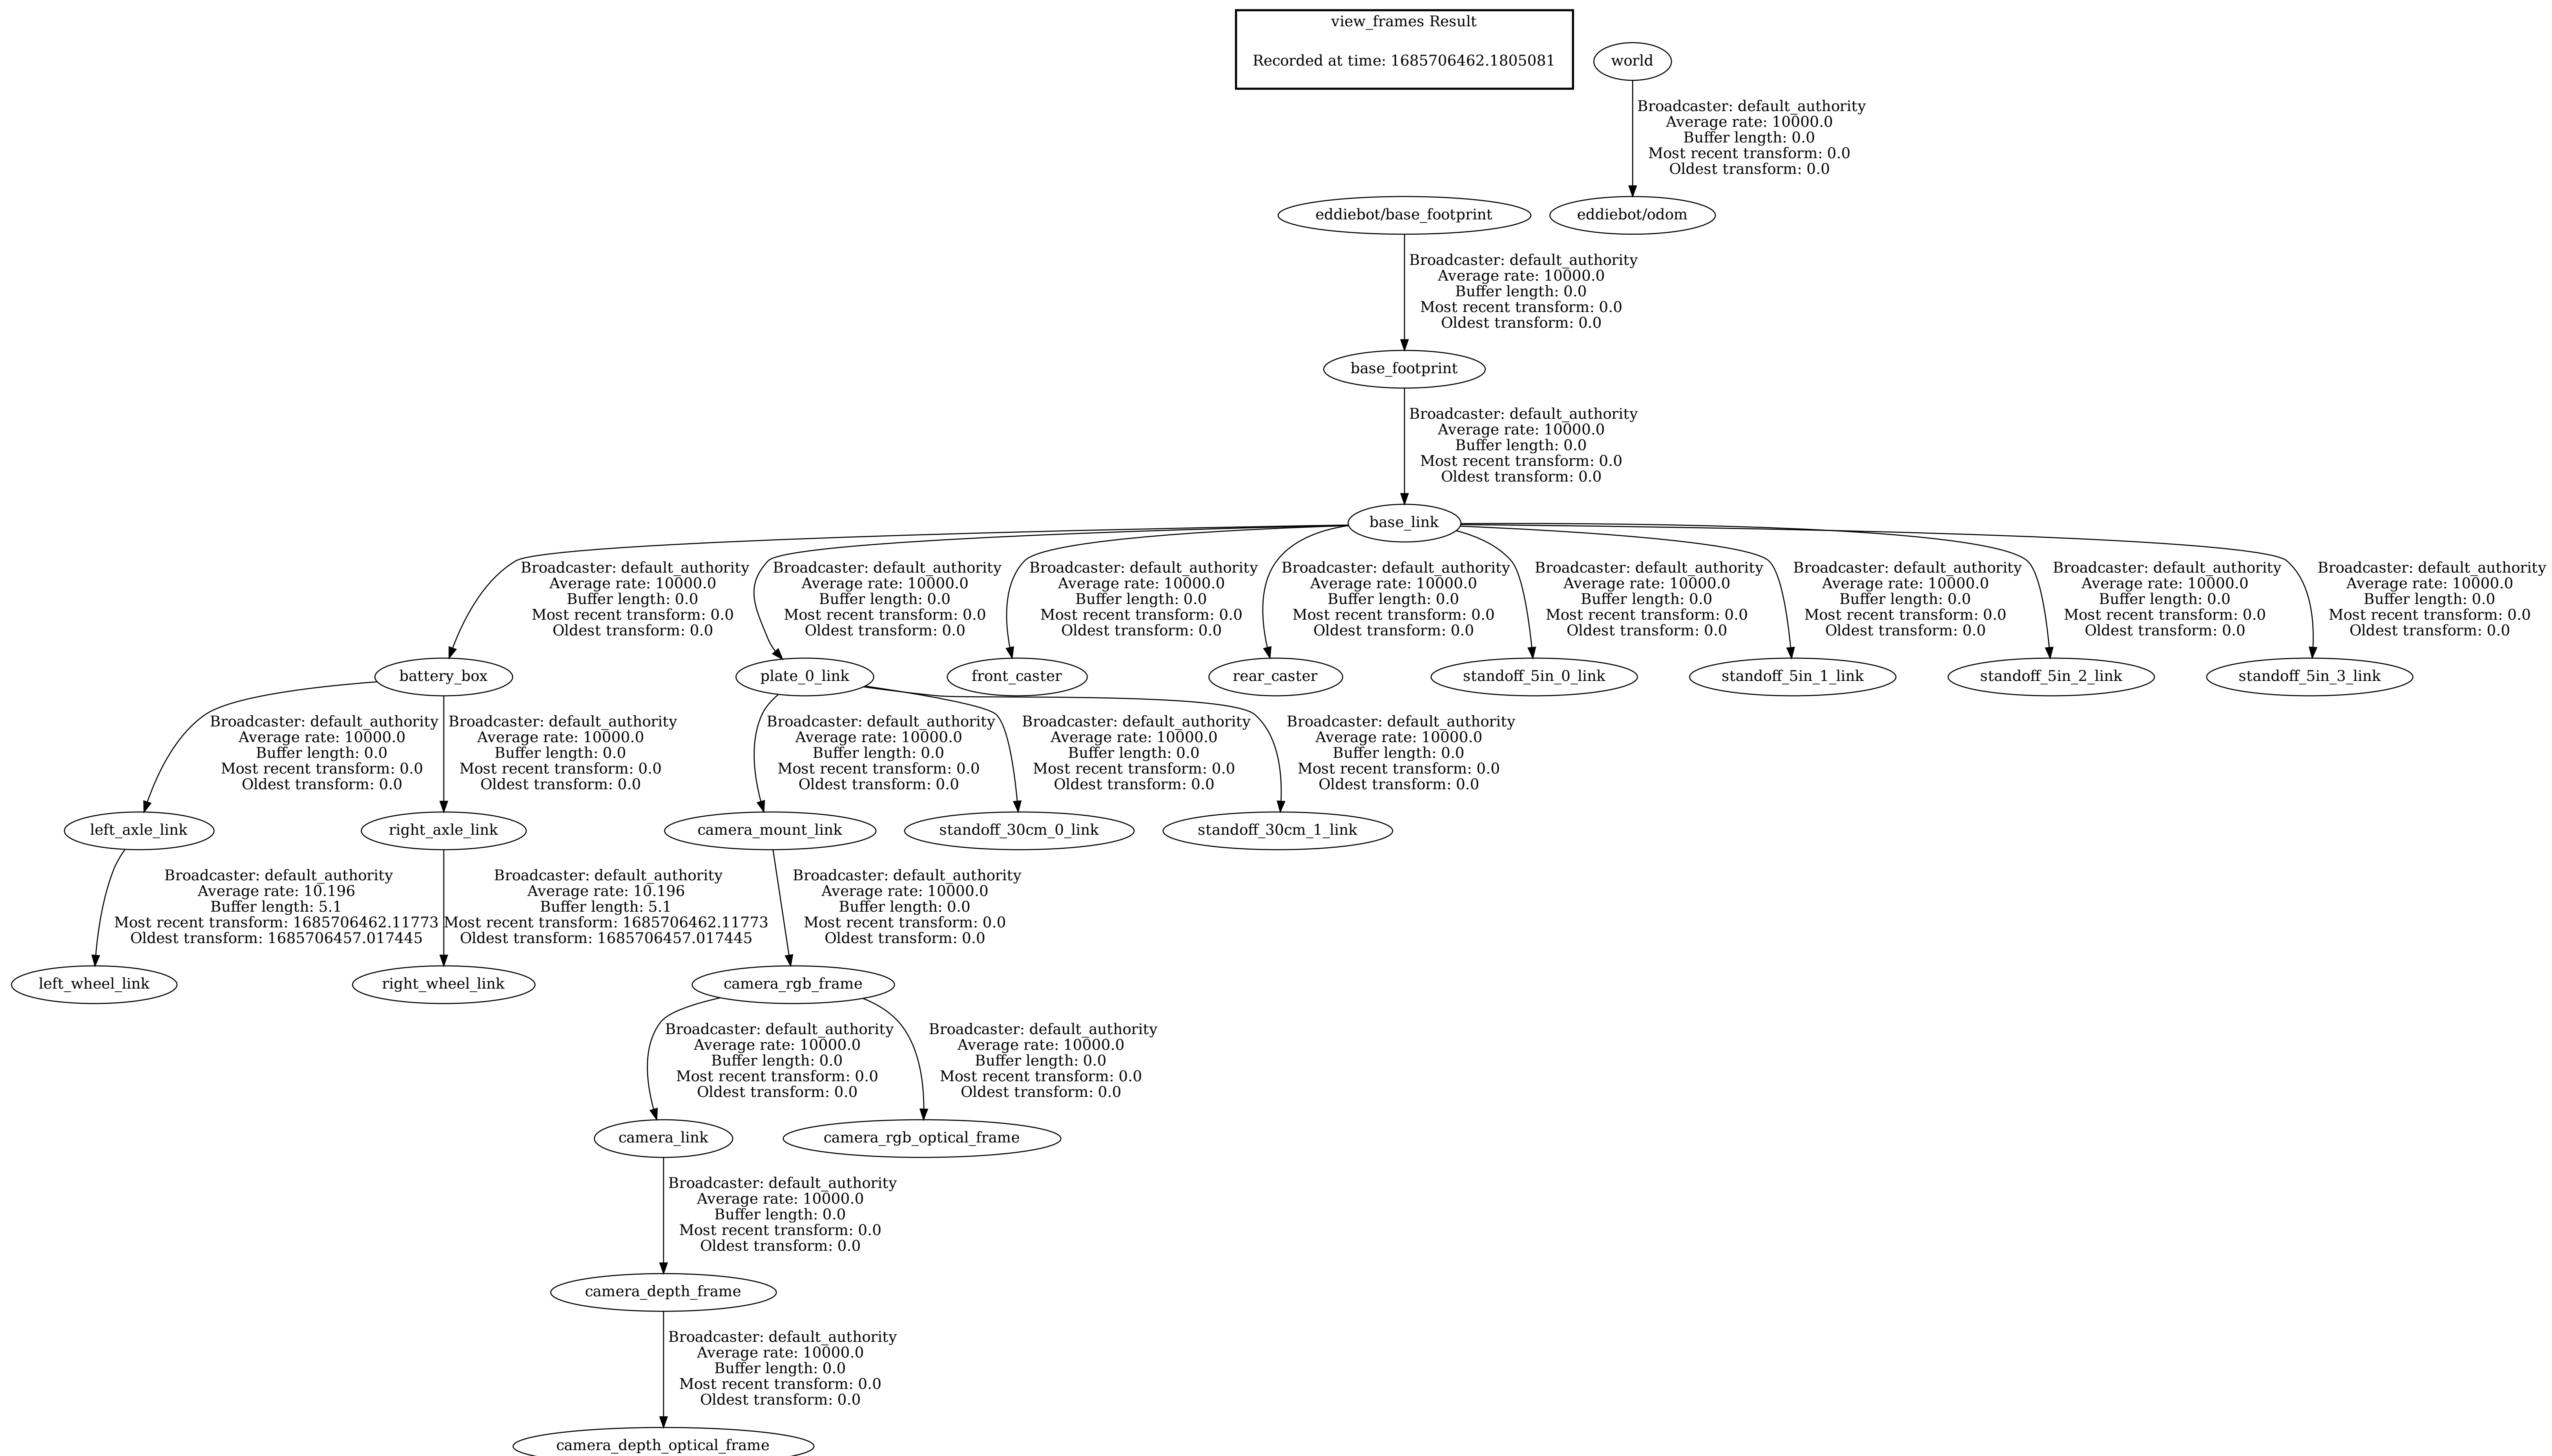 view_frames Result
Recorded at time: 1685706462.1805081
world
Broadcaster: default_authority
Average rate: 10000.0
Buffer length: 0.0
Most recent transform: 0.0
Oldest transform: 0.0
eddiebot/base_footprint
eddiebot/odom
Broadcaster: default_authority
Average rate: 10000.0
Buffer length: 0.0
Most recent transform: 0.0
Oldest transform: 0.0
base_footprint
Broadcaster: default_authority
Average rate: 10000.0
Buffer length: 0.0
Most recent transform: 0.0
Oldest transform: 0.0
base_link
Broadcaster: default_authority
Average rate: 10000.0
Buffer length: 0.0
Most recent transform: 0.0
Oldest transform: 0.0
Broadcaster: default_authority
Average rate: 10000.0
Buffer length: 0.0
Most recent transform: 0.0
Oldest transform: 0.0
Broadcaster: default_authority
Average rate: 10000.0
Buffer length: 0.0
Most recent transform: 0.0
Oldest transform: 0.0
Broadcaster: default_authority
Average rate: 10000.0
Buffer length: 0.0
Most recent transform: 0.0
Oldest transform: 0.0
Broadcaster: default_authority
Average rate: 10000.0
Buffer length: 0.0
Most recent transform: 0.0
Oldest transform: 0.0
Broadcaster: default_authority
Average rate: 10000.0
Buffer length: 0.0
Most recent transform: 0.0
Oldest transform: 0.0
Broadcaster: default_authority
Average rate: 10000.0
Buffer length: 0.0
Most recent transform: 0.0
Oldest transform: 0.0
Broadcaster: default_authority
Average rate: 10000.0
Buffer length: 0.0
Most recent transform: 0.0
Oldest transform: 0.0
battery_box
plate_0_link
front_caster
rear_caster
standoff_5in_0_link
standoff_5in_1_link
standoff_5in_2_link
standoff_5in_3_link
Broadcaster: default_authority
Average rate: 10000.0
Buffer length: 0.0
Most recent transform: 0.0
Oldest transform: 0.0
Broadcaster: default_authority
Average rate: 10000.0
Buffer length: 0.0
Most recent transform: 0.0
Oldest transform: 0.0
Broadcaster: default_authority
Average rate: 10000.0
Buffer length: 0.0
Most recent transform: 0.0
Oldest transform: 0.0
Broadcaster: default_authority
Average rate: 10000.0
Buffer length: 0.0
Most recent transform: 0.0
Oldest transform: 0.0
Broadcaster: default_authority
Average rate: 10000.0
Buffer length: 0.0
Most recent transform: 0.0
Oldest transform: 0.0
left_axle_link
right_axle_link
camera_mount_link
standoff_30cm_0_link
standoff_30cm_1_link
Broadcaster: default_authority
Average rate: 10.196
Buffer length: 5.1
Most recent transform: 1685706462.11773
Oldest transform: 1685706457.017445
Broadcaster: default_authority
Average rate: 10.196
Buffer length: 5.1
Most recent transform: 1685706462.11773
Oldest transform: 1685706457.017445
Broadcaster: default_authority
Average rate: 10000.0
Buffer length: 0.0
Most recent transform: 0.0
Oldest transform: 0.0
left_wheel_link
right_wheel_link
camera_rgb_frame
Broadcaster: default_authority
Average rate: 10000.0
Buffer length: 0.0
Most recent transform: 0.0
Oldest transform: 0.0
Broadcaster: default_authority
Average rate: 10000.0
Buffer length: 0.0
Most recent transform: 0.0
Oldest transform: 0.0
camera_link
camera_rgb_optical_frame
Broadcaster: default_authority
Average rate: 10000.0
Buffer length: 0.0
Most recent transform: 0.0
Oldest transform: 0.0
camera_depth_frame
Broadcaster: default_authority
Average rate: 10000.0
Buffer length: 0.0
Most recent transform: 0.0
Oldest transform: 0.0
camera_depth_optical_frame